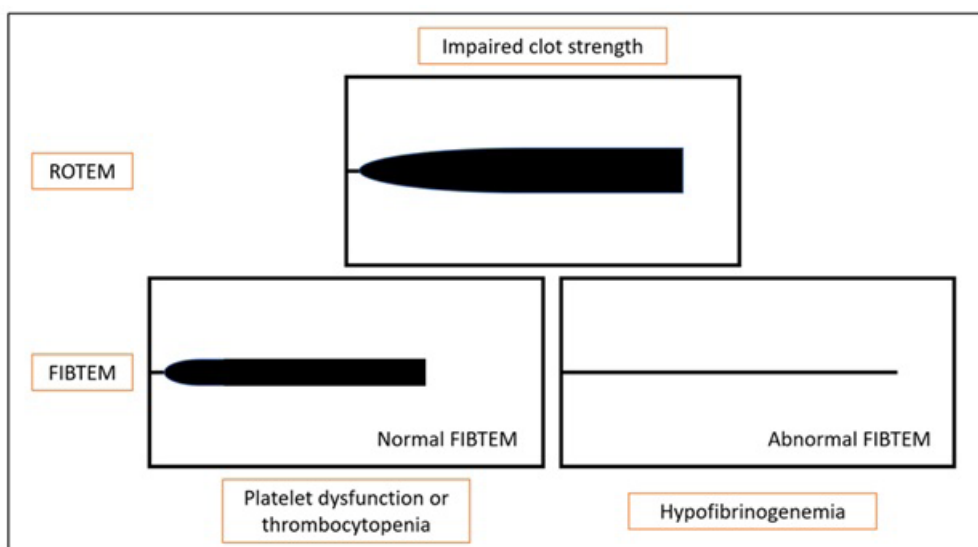 Impaired clot strength
ROTEM
FIBTEM
Normal FIBTEM
Abnormal FIBTEM
Platelet dysfunction or
thrombocytopenia
Hypofibrinogenemia